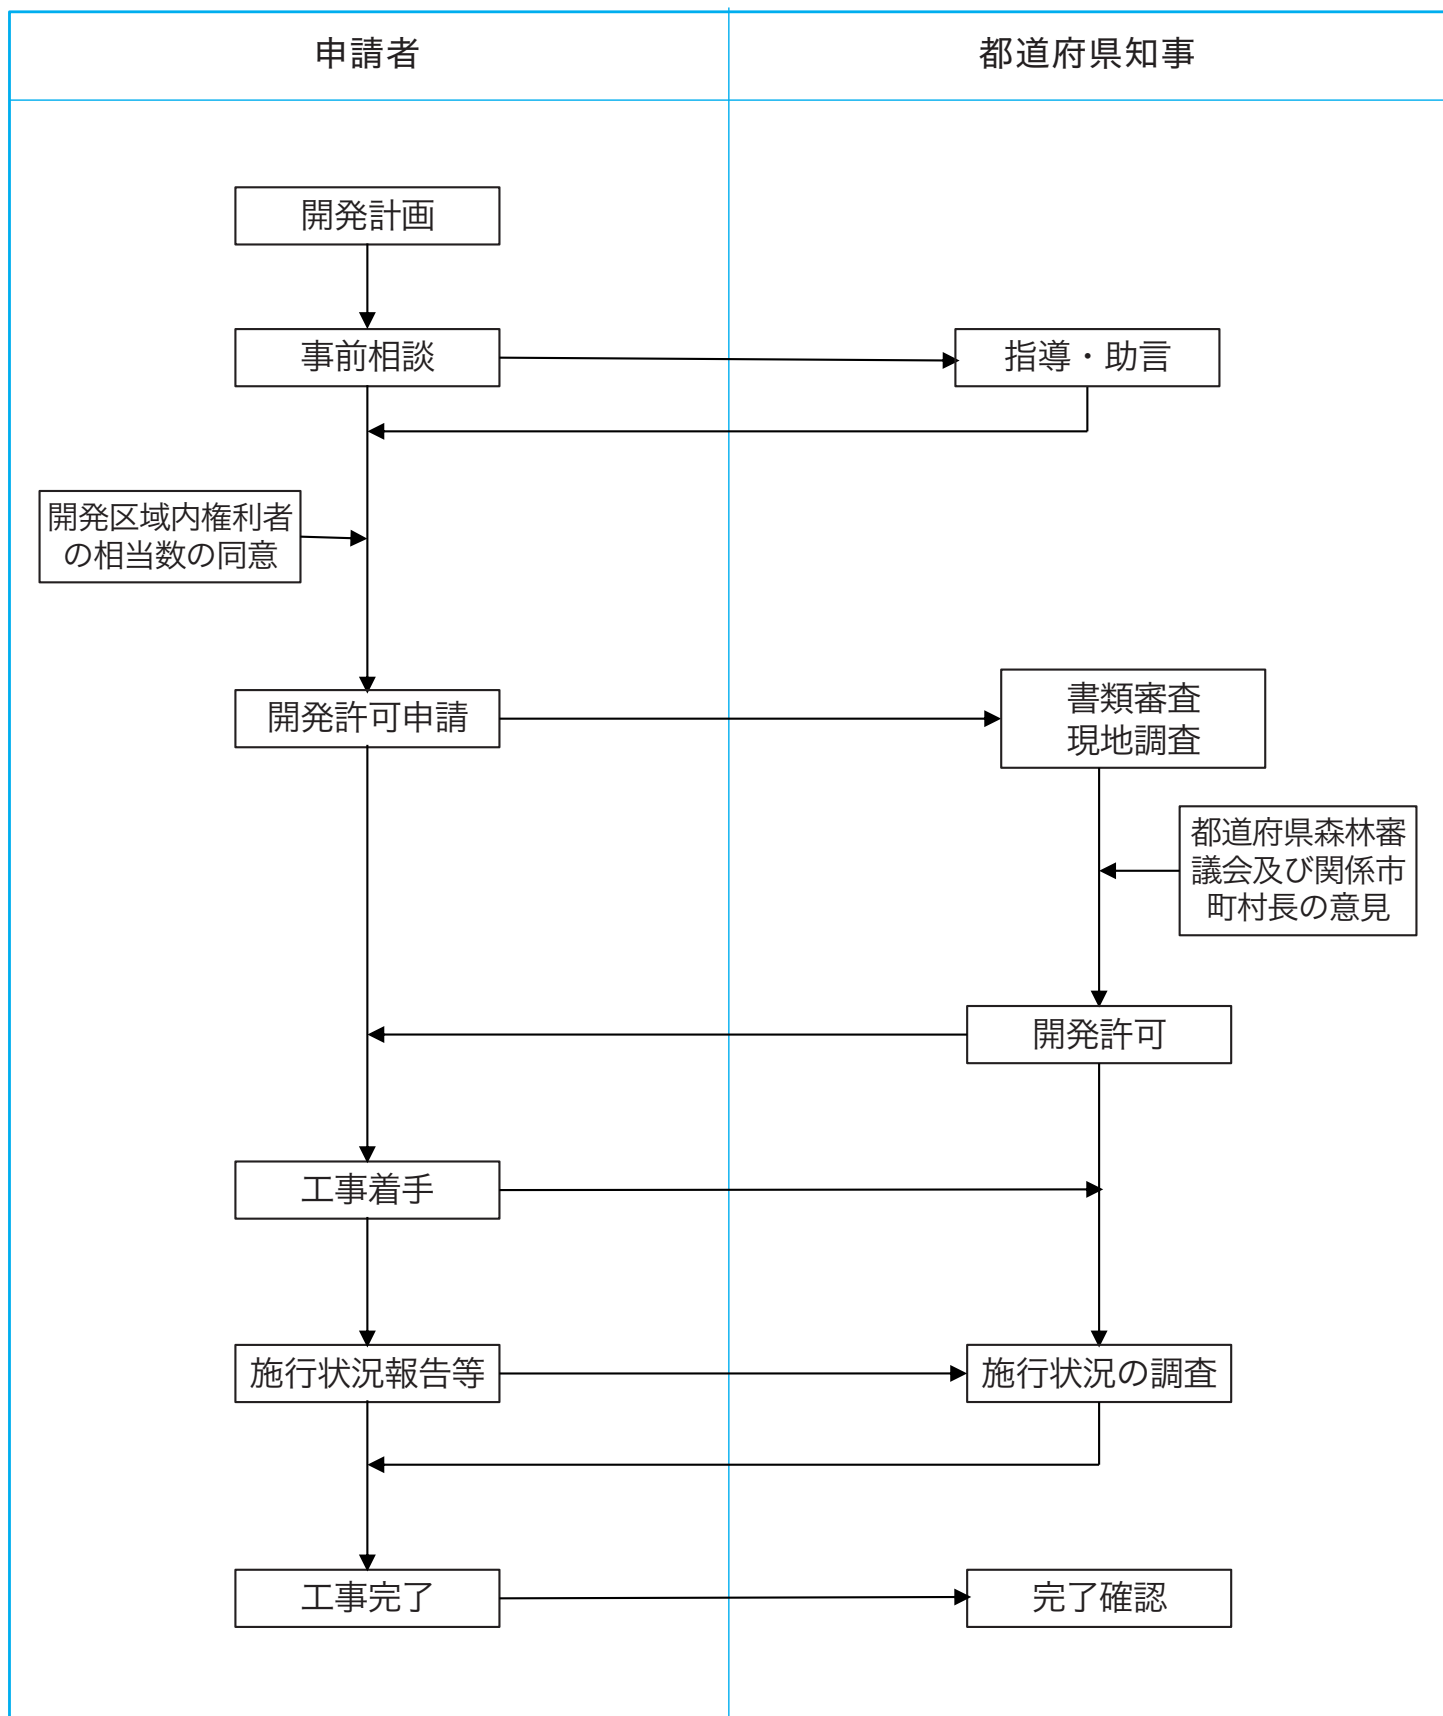 申請者
都道府県知事
開発計画
事前相談
指導・助言
開発区域内権利者
の相当数の同意
開発許可申請
書類審査
現地調査
都道府県森林審
議会及び関係市
町村長の意見
開発許可
工事着手
施行状況報告等
施行状況の調査
工事完了
完了確認